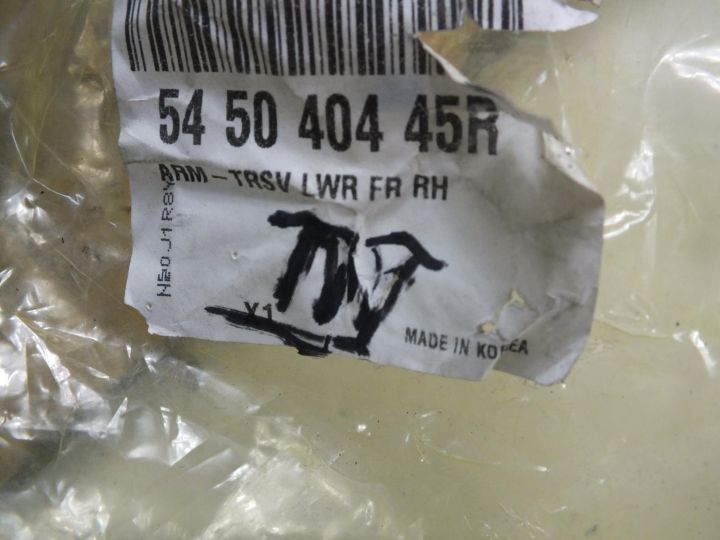 54 50 404 45R
ARM-TRSV LWR FR RH
X1
MADE IN KOREA